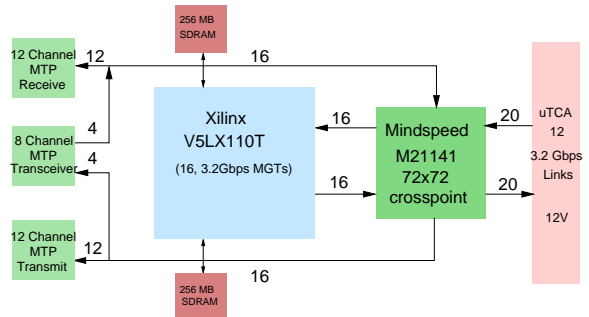 256 MB
SDRAM
12 Channel
MTP
Receive
12
16
8 Channel
MTP
Transceiver
4
4
Xilinx
V5LX110T
(16, 3.2Gbps MGTs)
16
16
Mindspeed
M21141
72x72
crosspoint
20
20
uTCA
12
3.2 Gbps
Links
12V
12 Channel
MTP
Transmit
12
16
256 MB
SDRAM